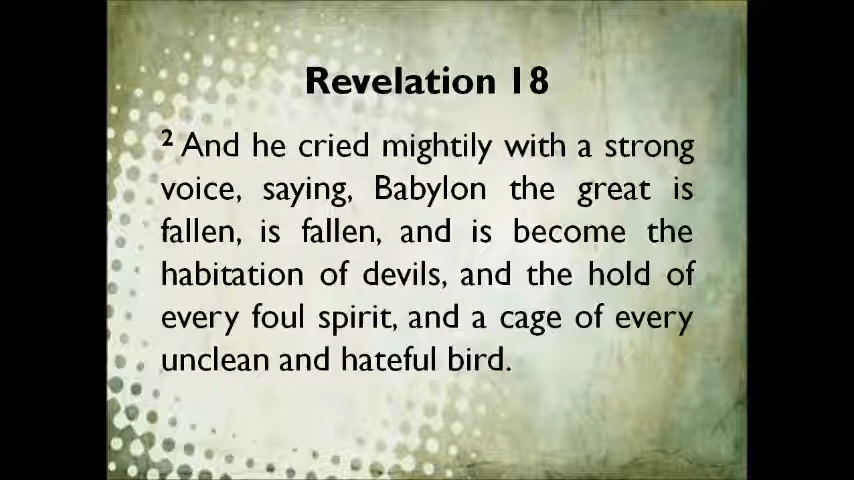 Revelation 18
2 And he cried mightily with a strong
voice, saying, Babylon the great is
fallen, is fallen, and is become the
habitation of devils, and the hold of
every foul spirit, and a cage of every
unclean and hateful bird.